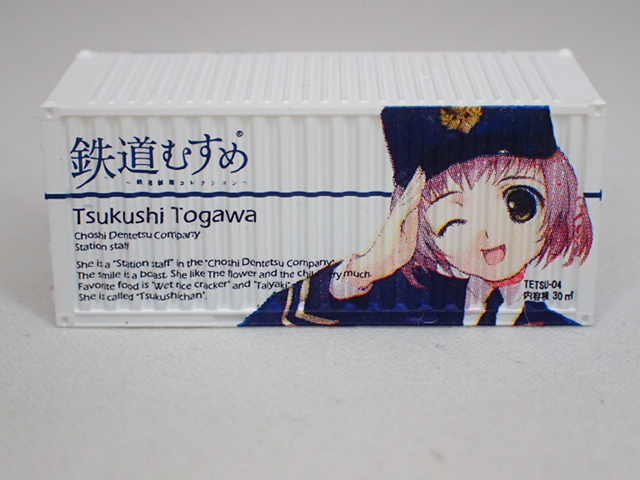 鉄道むすめ®
～鉄道制服コレクション～
Tsukushi Togawa
Choshi Dentetsu Company
Station staff
She is a "Station staff" in the "Choshi Dentetsu Company"
The smile is a boast. She like The flower and the chi very much.
Favorite food is "Wet rice cracker" and "Taiyaki"
She is called "Tsukushichan".
TETSU-04
内容積 30㎥